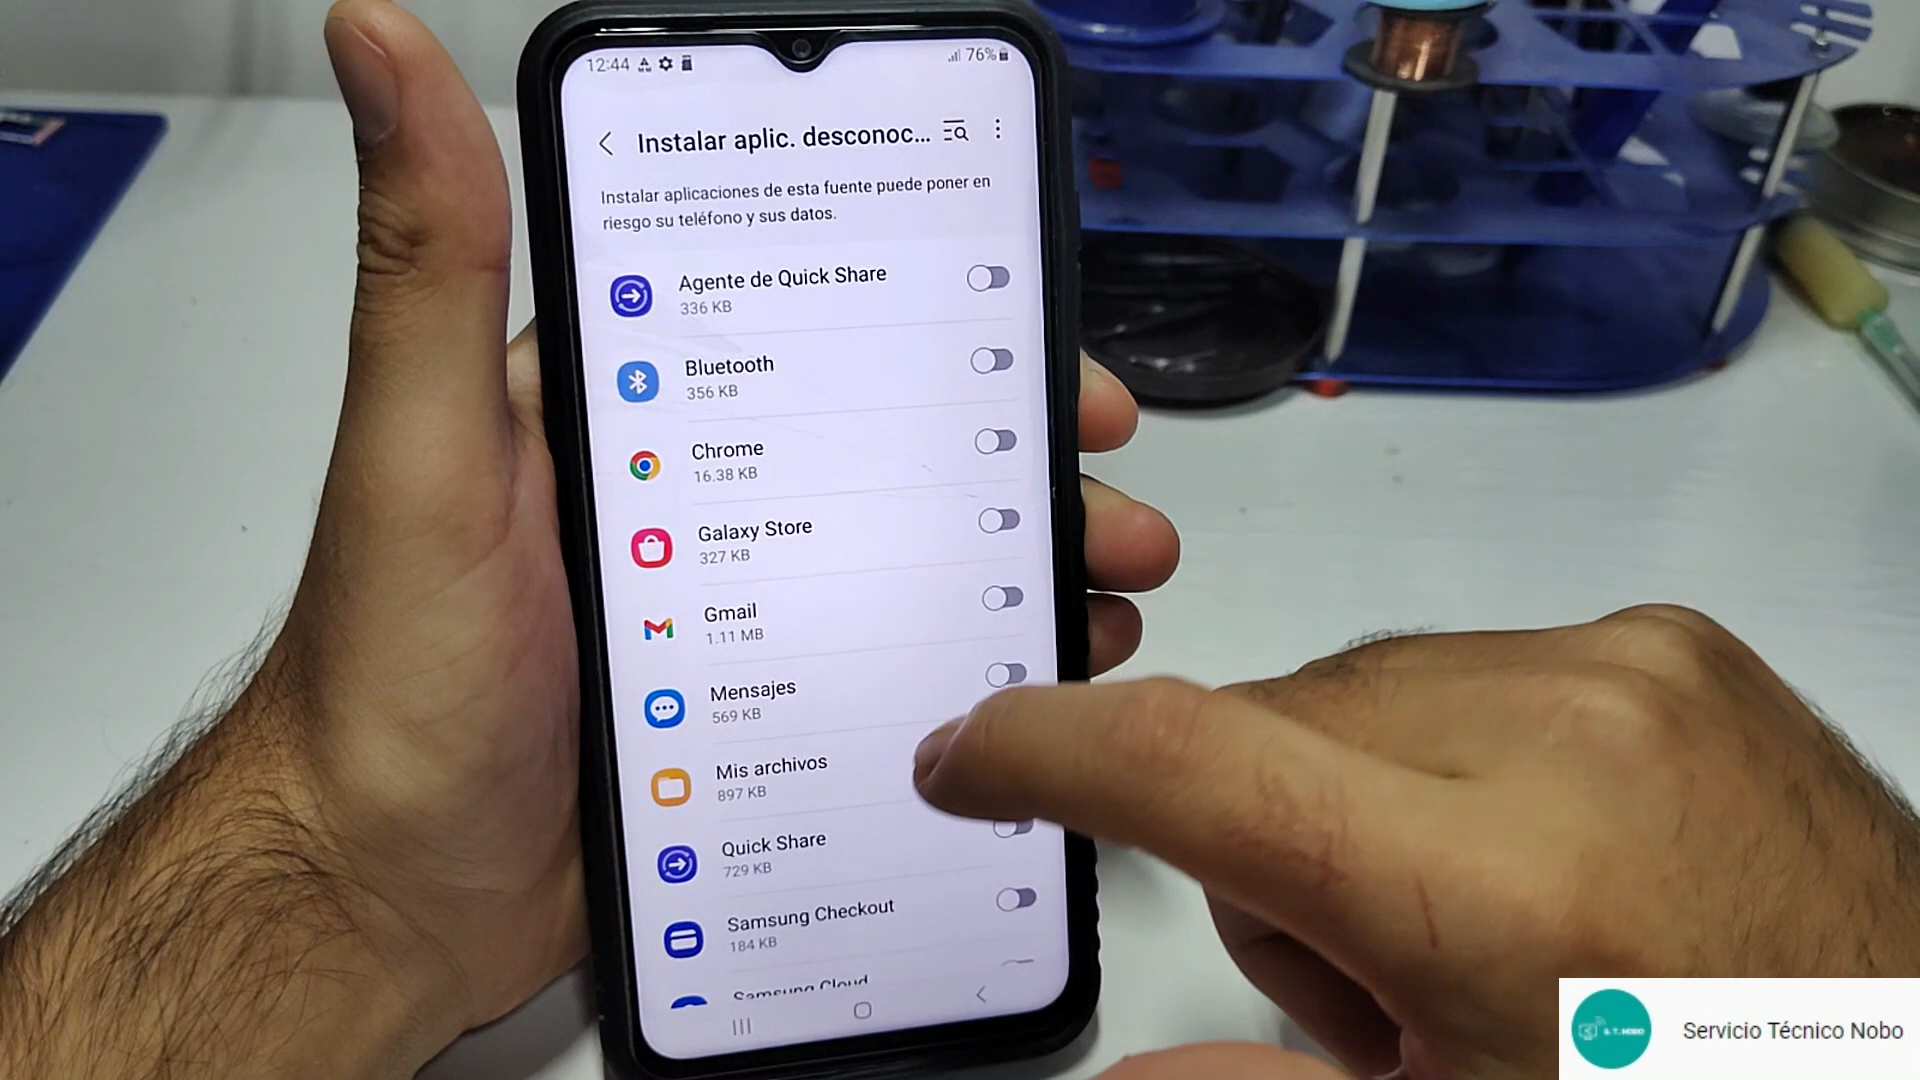 12:44
76%
Instalar aplic. desconoc...
Instalar aplicaciones de esta fuente puede poner en
riesgo su teléfono y sus datos.
Agente de Quick Share
336 KB
Bluetooth
356 KB
Chrome
16.38 KB
Galaxy Store
327 KB
Gmail
1.11 MB
Mensajes
569 KB
Mis archivos
897 KB
Quick Share
729 KB
Samsung Checkout
184 KB
Samsung Cloud
S. T. NOBO
Servicio Técnico Nobo